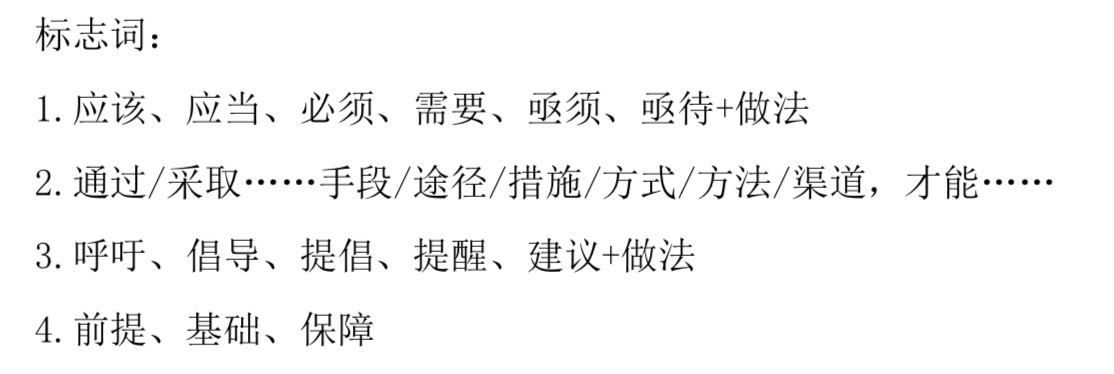 标志词：
1.应该、应当、必须、需要、亟须、亟待+做法
2.通过/采取……手段/途径/措施/方式/方法/渠道，才能……
3.呼吁、倡导、提倡、提醒、建议+做法
4.前提、基础、保障